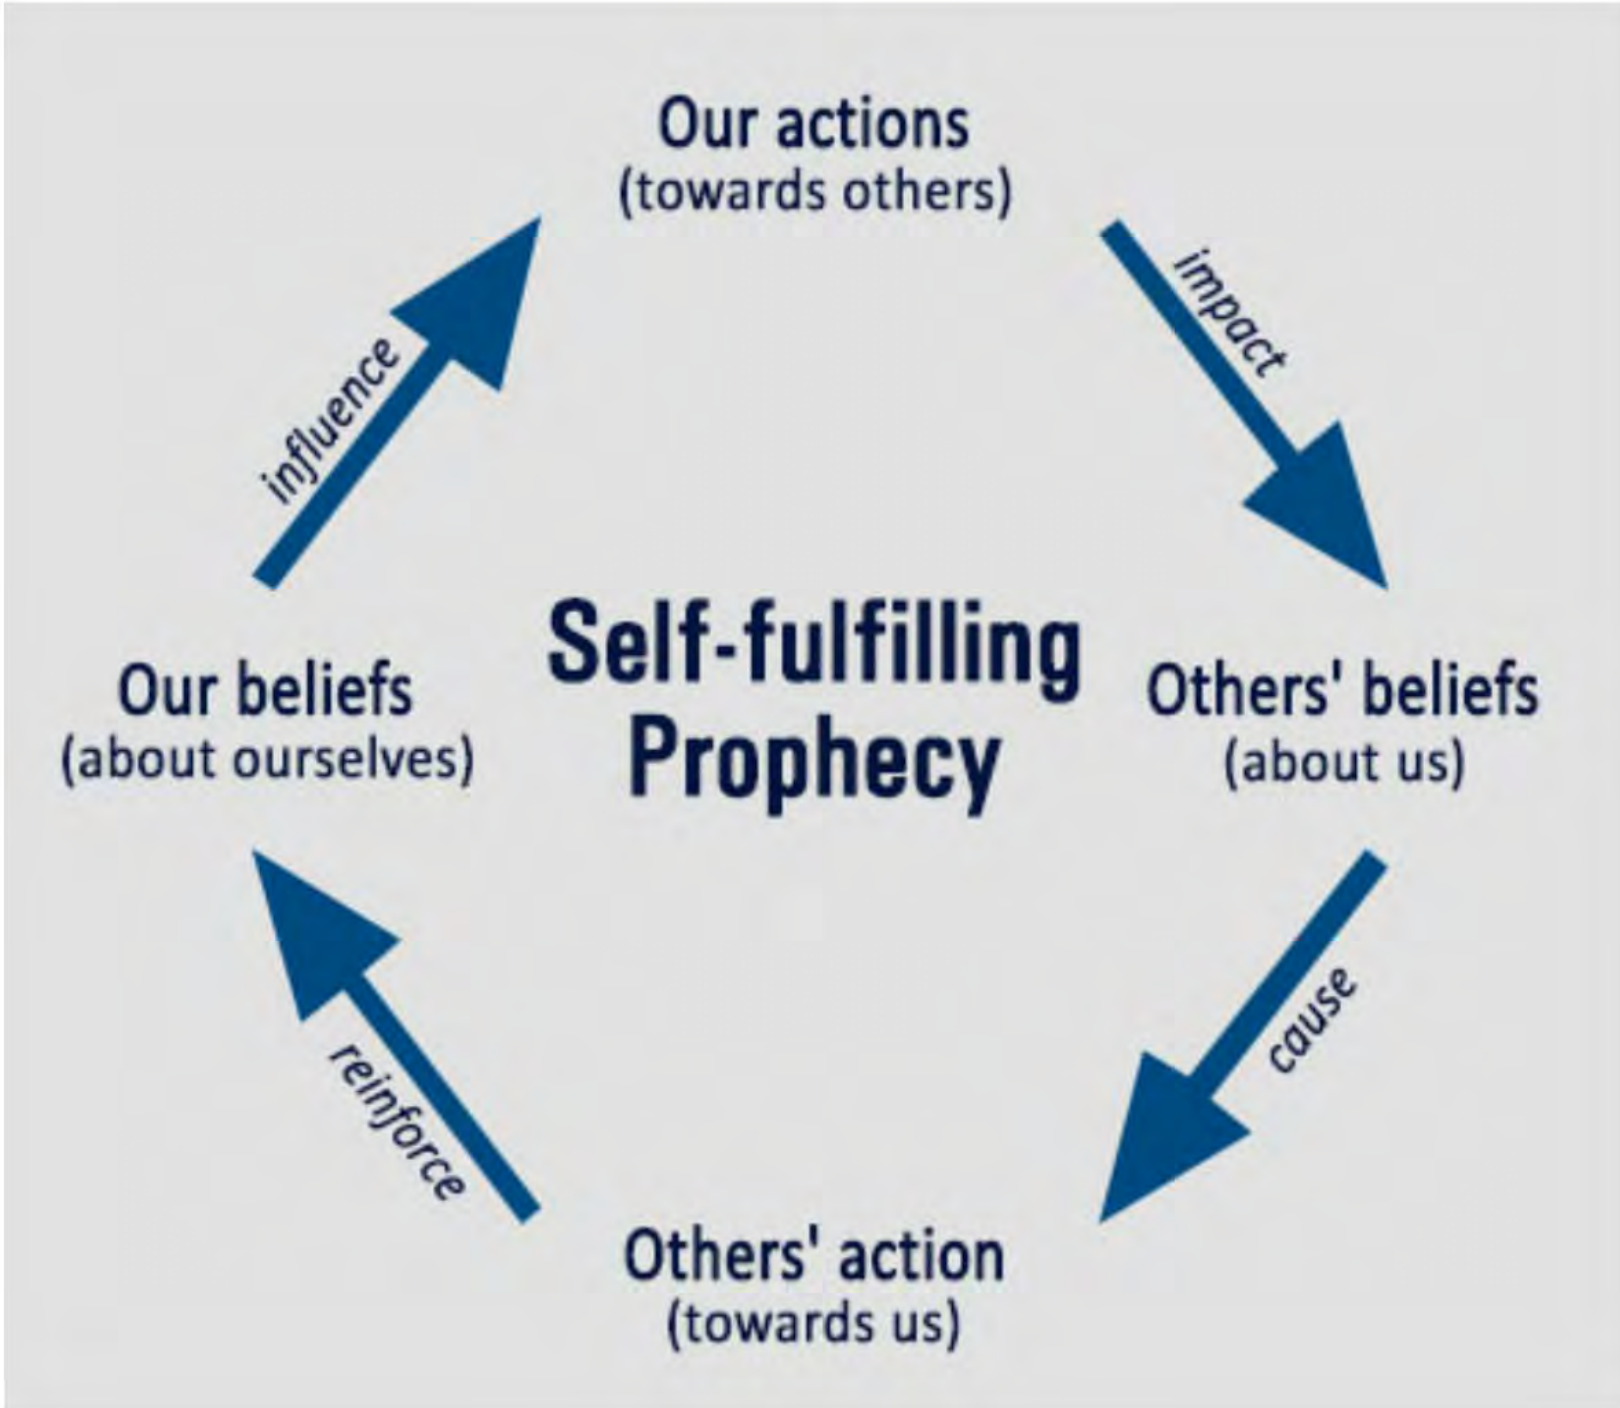 Our actions
(towards others)
impact
influence
Self-fulfilling
Prophecy
Our beliefs
(about ourselves)
Others' beliefs
(about us)
cause
reinforce
Others' action
(towards us)